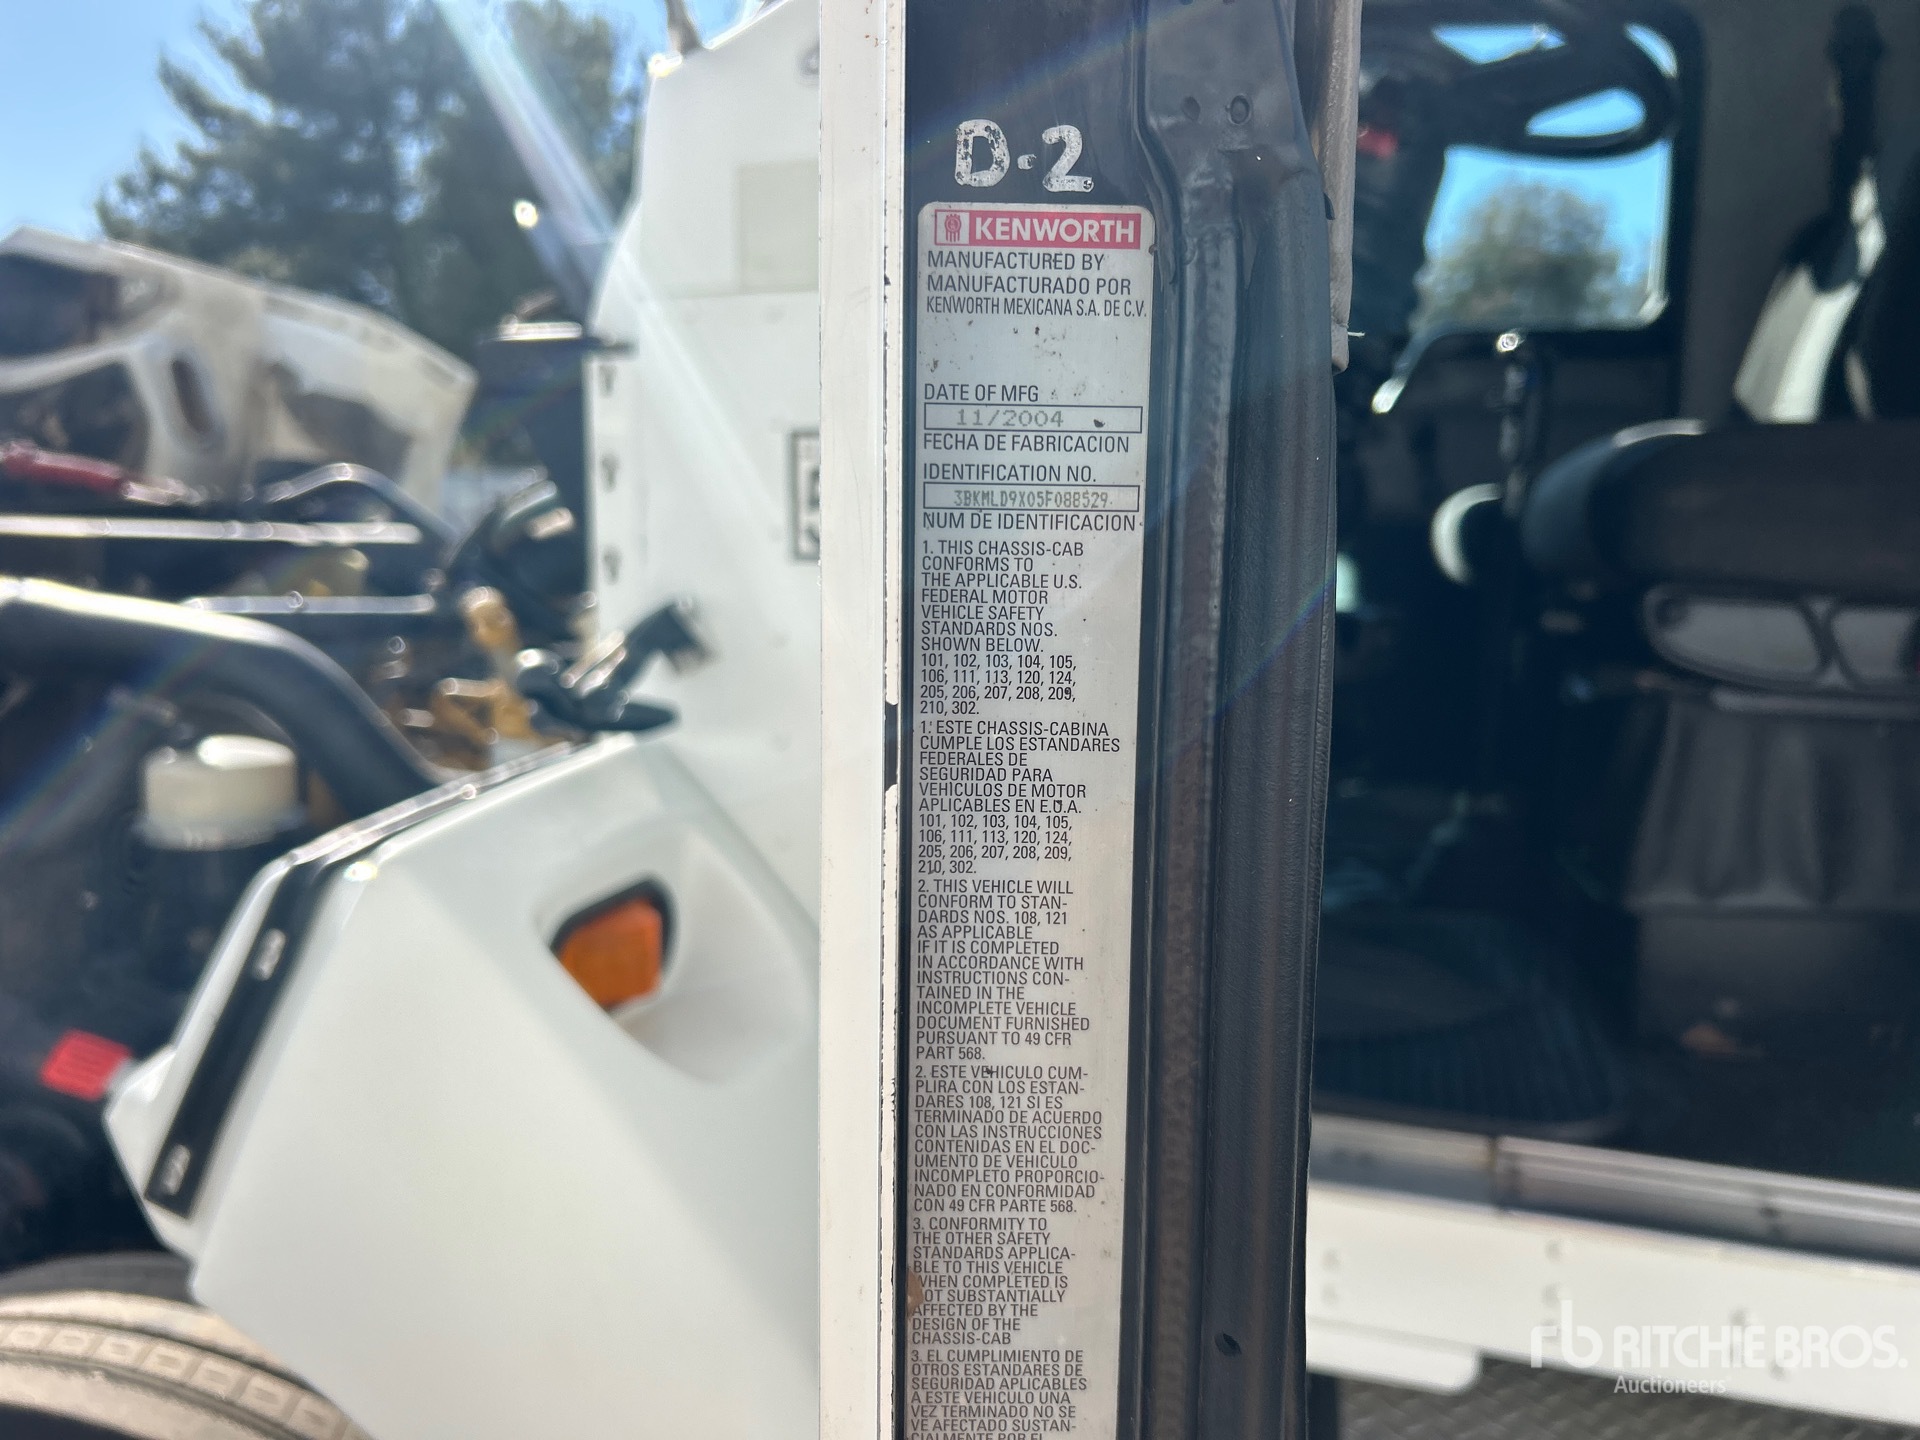 D-2
KENWORTH
MANUFACTURED BY
MANUFACTURADO POR
KENWORTH MEXICANA S.A. DE C.V.
DATE OF MFG
11/2004
FECHA DE FABRICACION
IDENTIFICATION NO.
3BKMLD9X05F088529
NUM DE IDENTIFICACION
1. THIS CHASSIS-CAB
CONFORMS TO
THE APPLICABLE U.S.
FEDERAL MOTOR
VEHICLE SAFETY
STANDARDS NOS.
SHOWN BELOW.
101, 102, 103, 104, 105,
106, 111, 113, 120, 124,
205, 206, 207, 208, 209,
210, 302.
1. ESTE CHASSIS-CABINA
CUMPLE LOS ESTANDARES
FEDERALES DE
SEGURIDAD PARA
VEHICULOS DE MOTOR
APLICABLES EN E.U.A.
101, 102, 103, 104, 105,
106, 111, 113, 120, 124,
205, 206, 207, 208, 209,
210, 302.
2. THIS VEHICLE WILL
CONFORM TO STAN-
DARDS NOS. 108, 121
AS APPLICABLE
IF IT IS COMPLETED
IN ACCORDANCE WITH
INSTRUCTIONS CON-
TAINED IN THE
INCOMPLETE VEHICLE
DOCUMENT FURNISHED
PURSUANT TO 49 CFR
PART 568.
2. ESTE VEHICULO CUM-
PLIRA CON LOS ESTAN-
DARES 108, 121 SI ES
TERMINADO DE ACUERDO
CON LAS INSTRUCCIONES
CONTENIDAS EN EL DOC-
UMENTO DE VEHICULO
INCOMPLETO PROPORCIO-
NADO EN CONFORMIDAD
CON 49 CFR PARTE 568.
3. CONFORMITY TO
THE OTHER SAFETY
STANDARDS APPLICA-
BLE TO THIS VEHICLE
WHEN COMPLETED IS
NOT SUBSTANTIALLY
AFFECTED BY THE
DESIGN OF THE
CHASSIS-CAB
3. EL CUMPLIMIENTO DE
OTROS ESTANDARES DE
SEGURIDAD APLICABLES
A ESTE VEHICULO UNA
VEZ TERMINADO NO SE
VE AFECTADO SUSTAN-
CIALMENTE POR EL
rb RITCHIE BROS.
Auctioneers